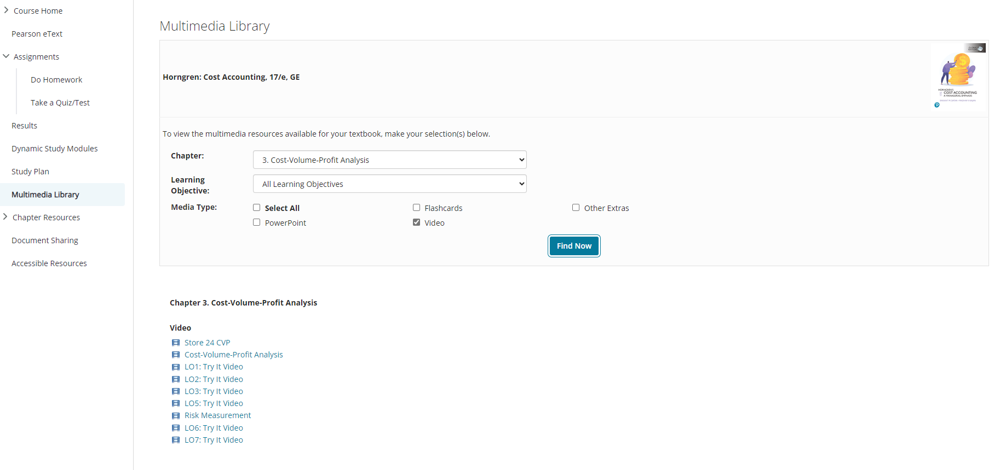 Course Home
Pearson eText
Assignments
Do Homework
Take a Quiz/Test
Results
Dynamic Study Modules
Study Plan
Multimedia Library
Chapter Resources
Document Sharing
Accessible Resources
Multimedia Library
Horngren: Cost Accounting, 17/e, GE
HORNGREN'S
COST ACCOUNTING
A MANAGERIAL EMPHASIS
To view the multimedia resources available for your textbook, make your selection(s) below.
Chapter: 3. Cost-Volume-Profit Analysis
Learning
Objective: All Learning Objectives
Media Type: Select All Flashcards Other Extras
PowerPoint Video
Find Now
Chapter 3. Cost-Volume-Profit Analysis
Video
Store 24 CVP
Cost-Volume-Profit Analysis
LO1: Try It Video
LO2: Try It Video
LO3: Try It Video
LO5: Try It Video
Risk Measurement
LO6: Try It Video
LO7: Try It Video